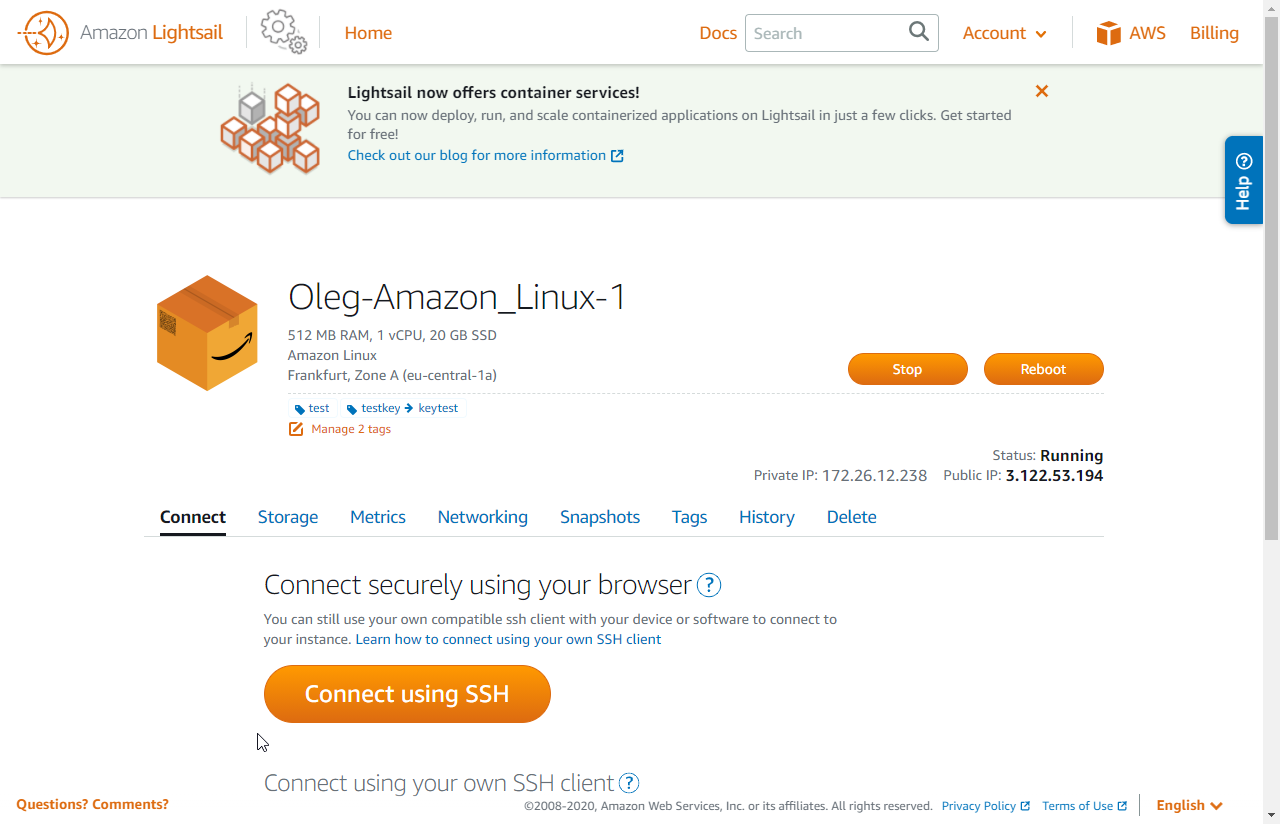 Amazon Lightsail
Home
Docs
Search
Account
AWS
Billing
Lightsail now offers container services!
You can now deploy, run, and scale containerized applications on Lightsail in just a few clicks. Get started
for free!
Check out our blog for more information
Help
Oleg-Amazon_Linux-1
512 MB RAM, 1 vCPU, 20 GB SSD
Amazon Linux
Frankfurt, Zone A (eu-central-1a)
Stop
Reboot
test
testkey → keytest
Manage 2 tags
Status: Running
Private IP: 172.26.12.238 Public IP: 3.122.53.194
Connect
Storage
Metrics
Networking
Snapshots
Tags
History
Delete
Connect securely using your browser ?
You can still use your own compatible ssh client with your device or software to connect to
your instance. Learn how to connect using your own SSH client
Connect using SSH
Connect using your own SSH client ?
Questions? Comments?
©2008-2020, Amazon Web Services, Inc. or its affiliates. All rights reserved.
Privacy Policy
Terms of Use
English